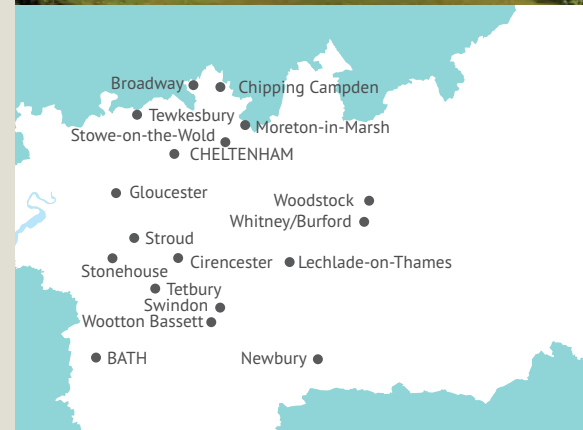 Broadway
Chipping Campden
Tewkesbury
Moreton-in-Marsh
Stowe-on-the-Wold
CHELTENHAM
Gloucester
Woodstock
Whitney/Burford
Stroud
Stonehouse
Cirencester
Lechlade-on-Thames
Tetbury
Swindon
Wootton Bassett
BATH
Newbury